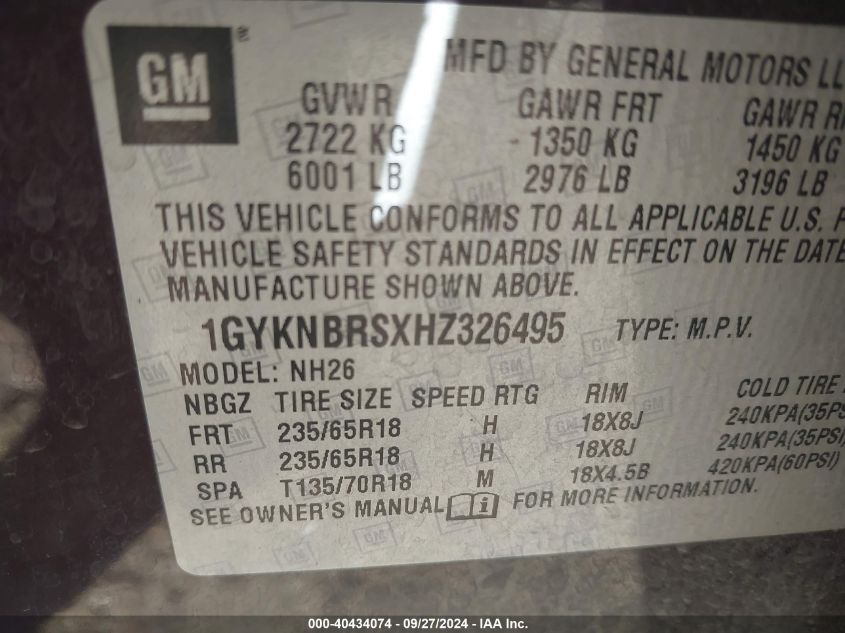 GM ®
MFD BY GENERAL MOTORS
GVWR GAWR FRT GAWR
2722 KG 1350 KG 1450 KG
6001 LB 2976 LB 3196 LB
THIS VEHICLE CONFORMS TO ALL APPLICABLE U.S.
VEHICLE SAFETY STANDARDS IN EFFECT ON THE DATE
MANUFACTURE SHOWN ABOVE.
1GYKNBRSXHZ326495 TYPE: M.P.V.
MODEL: NH26
NBGZ TIRE SIZE SPEED RTG RIM COLD TIRE
FRT 235/65R18 H 18X8J 240KPA(35PS
RR 235/65R18 H 18X8J 240KPA(35PSI)
SPA T135/70R18 M 18X4.5B 420KPA(60PSI)
SEE OWNER'S MANUAL FOR MORE INFORMATION.
000-40434074 / 09/27/2024 - IAA Inc.